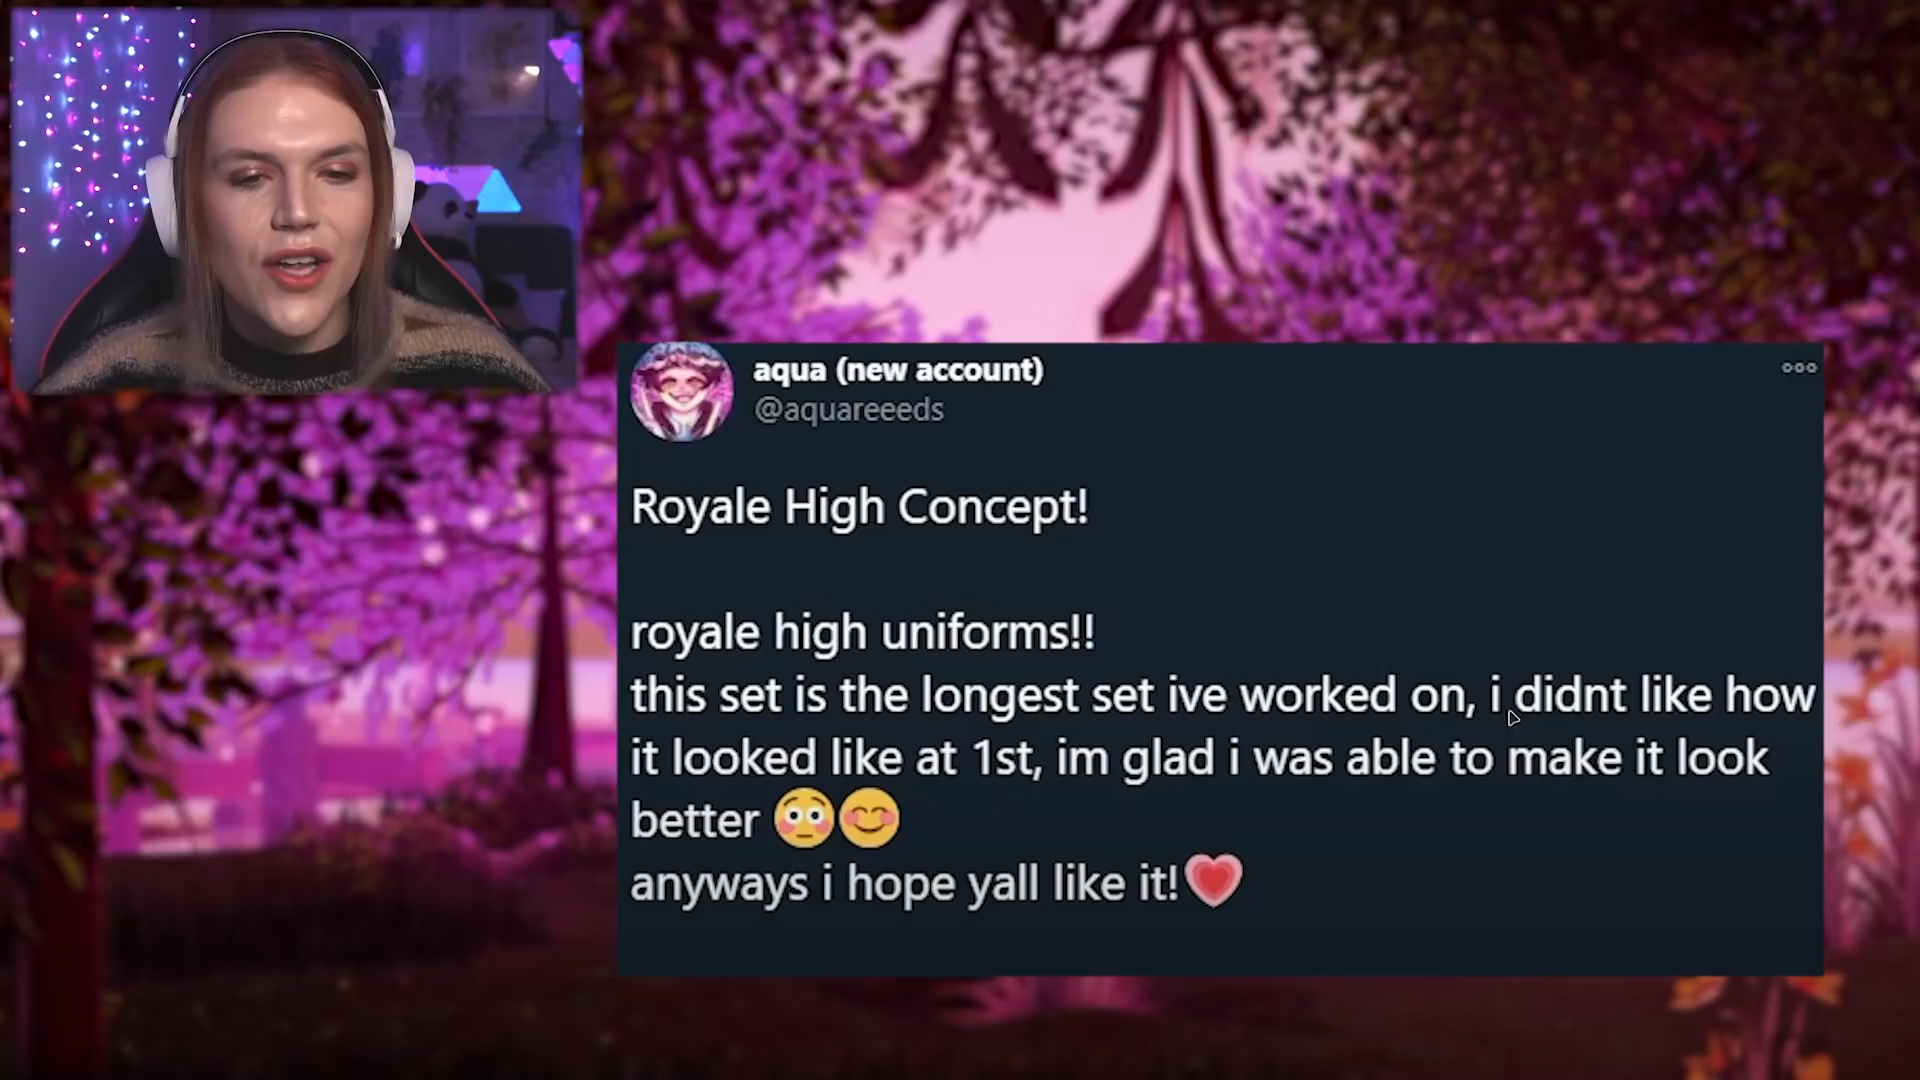 aqua (new account)
@aquareeeds
Royale High Concept!
royale high uniforms!!
this set is the longest set ive worked on, i didnt like how
it looked like at 1st, im glad i was able to make it look
better 😳😊
anyways i hope yall like it!💗